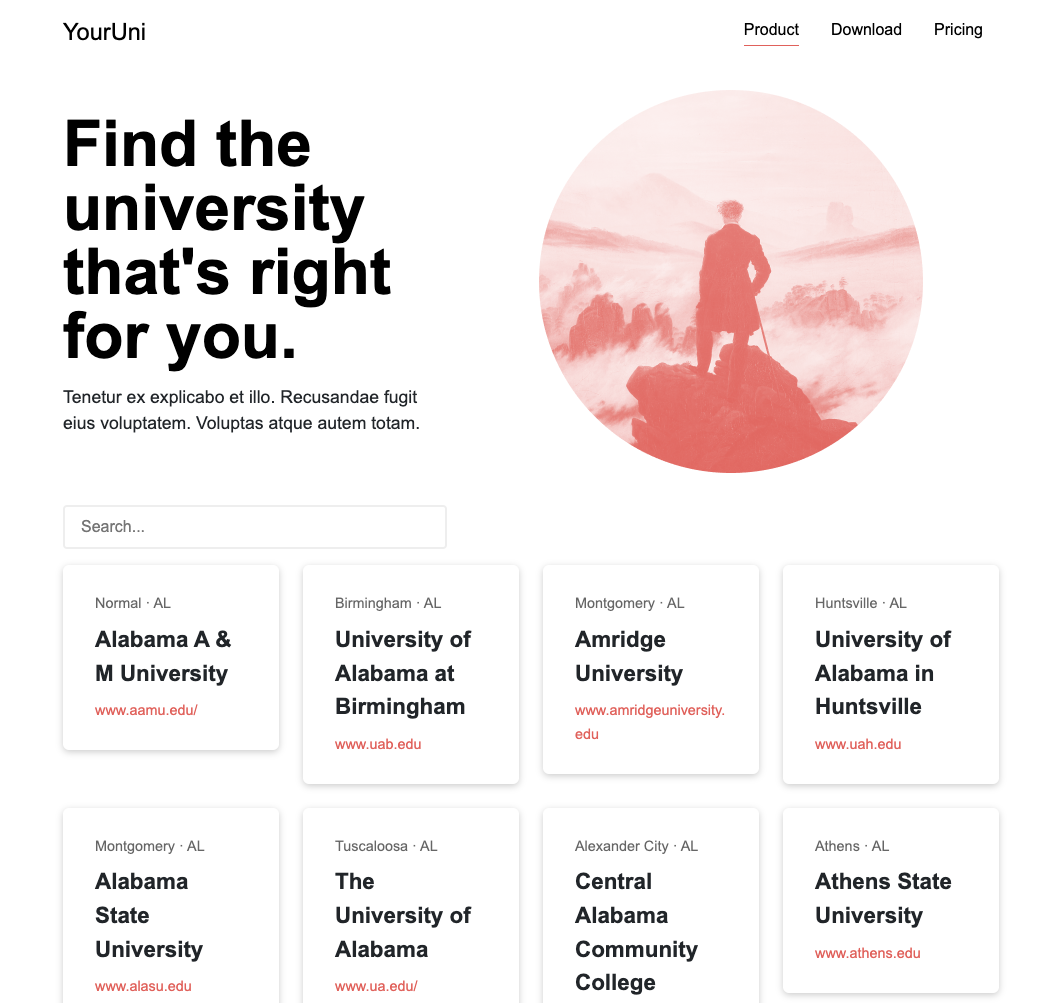 YourUni
Product
Download
Pricing
Find the
university
that's right
for you.
Tenetur ex explicabo et illo. Recusandae fugit
eius voluptatem. Voluptas atque autem totam.
Search...
Normal · AL
Alabama A &
M University
www.aamu.edu/
Birmingham · AL
University of
Alabama at
Birmingham
www.uab.edu
Montgomery · AL
Amridge
University
www.amridgeuniversity.
edu
Huntsville · AL
University of
Alabama in
Huntsville
www.uah.edu
Montgomery · AL
Alabama
State
University
www.alasu.edu
Tuscaloosa · AL
The
University of
Alabama
www.ua.edu/
Alexander City · AL
Central
Alabama
Community
College
Athens · AL
Athens State
University
www.athens.edu